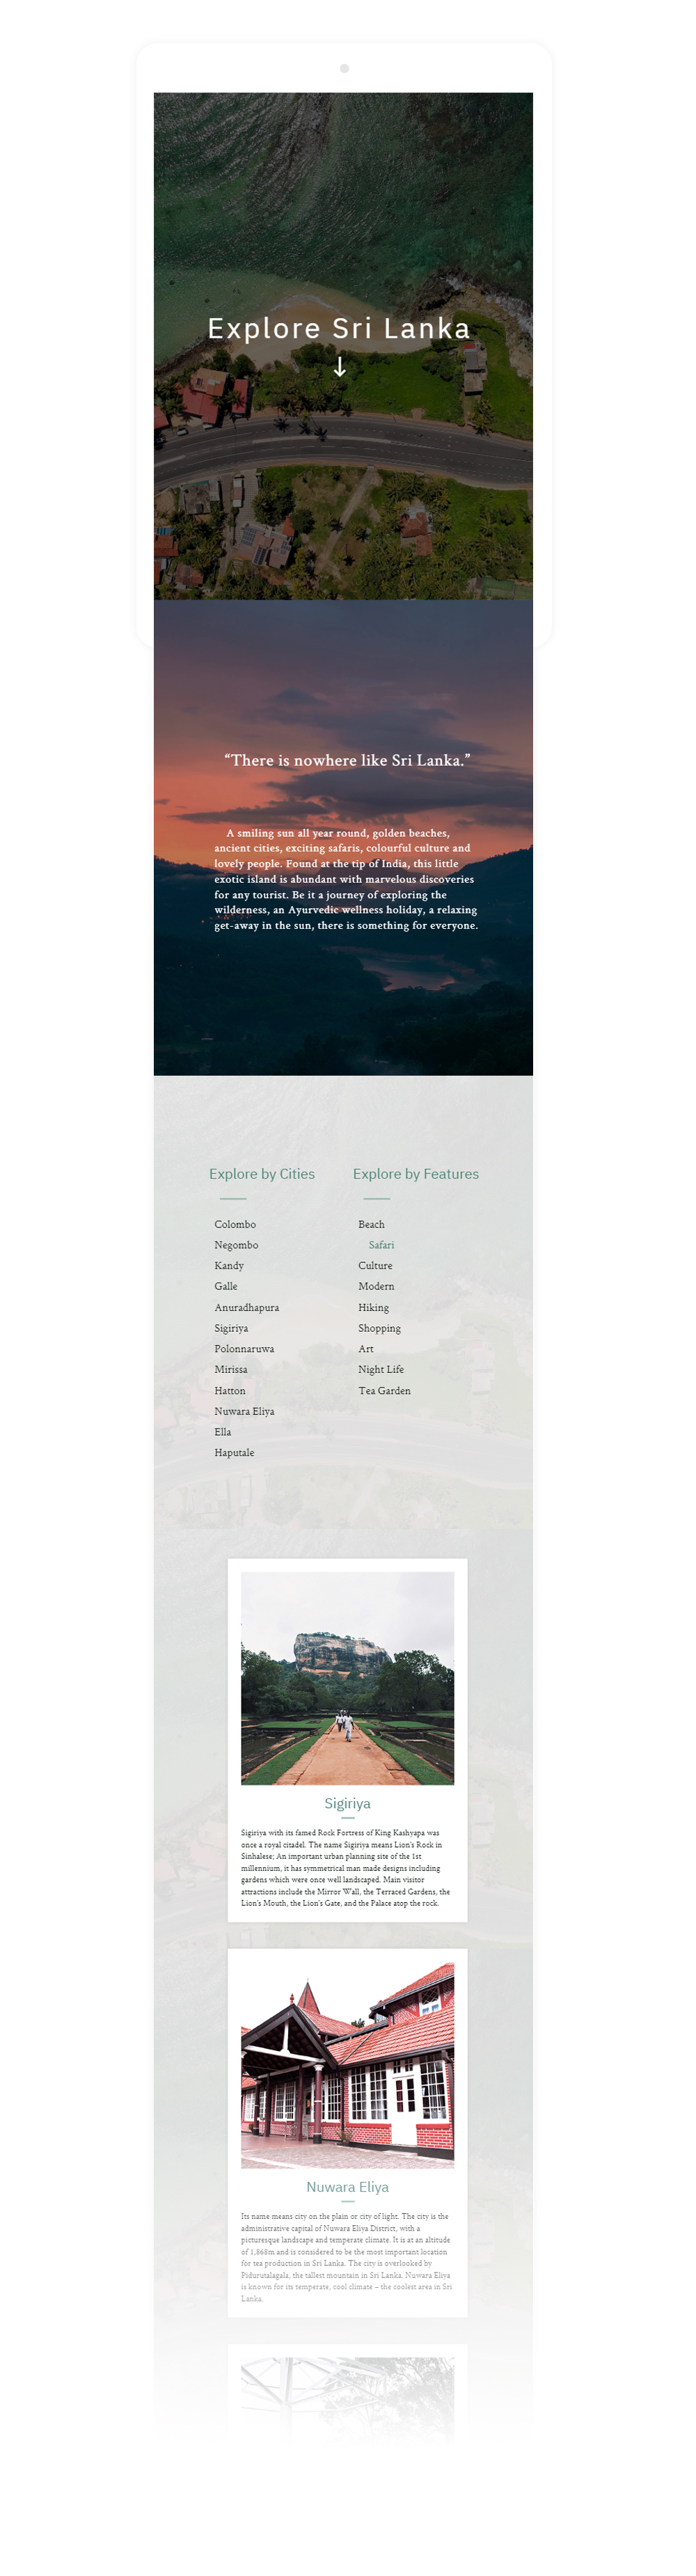 Explore Sri Lanka
“There is nowhere like Sri Lanka.”
A smiling sun all year round, golden beaches,
ancient cities, exciting safaris, colourful culture and
lovely people. Found at the tip of India, this little
exotic island is abundant with marvelous discoveries
for any tourist. Be it a journey of exploring the
wilderness, an Ayurvedic wellness holiday, a relaxing
get-away in the sun, there is something for everyone.
Explore by Cities
Colombo
Negombo
Kandy
Galle
Anuradhapura
Sigiriya
Polonnaruwa
Mirissa
Hatton
Nuwara Eliya
Ella
Haputale
Explore by Features
Beach
Safari
Culture
Modern
Hiking
Shopping
Art
Night Life
Tea Garden
Sigiriya
Sigiriya with its famed Rock Fortress of King Kashyapa was
once a royal citadel. The name Sigiriya means Lion's Rock in
Sinhalese; An important urban planning site of the 1st
millennium, it has symmetrical man made designs including
gardens which were once well landscaped. Main visitor
attractions include the Mirror Wall, the Terraced Gardens, the
Lion's Mouth, the Lion's Gate, and the Palace atop the rock.
Nuwara Eliya
Its name means city on the plain or city of light. The city is the
administrative capital of Nuwara Eliya District, with a
picturesque landscape and temperate climate. It is at an altitude
of 1,868m and is considered to be the most important location
for tea production in Sri Lanka. The city is overlooked by
Pidurutalagala, the tallest mountain in Sri Lanka. Nuwara Eliya
is known for its temperate, cool climate – the coolest area in Sri
Lanka.